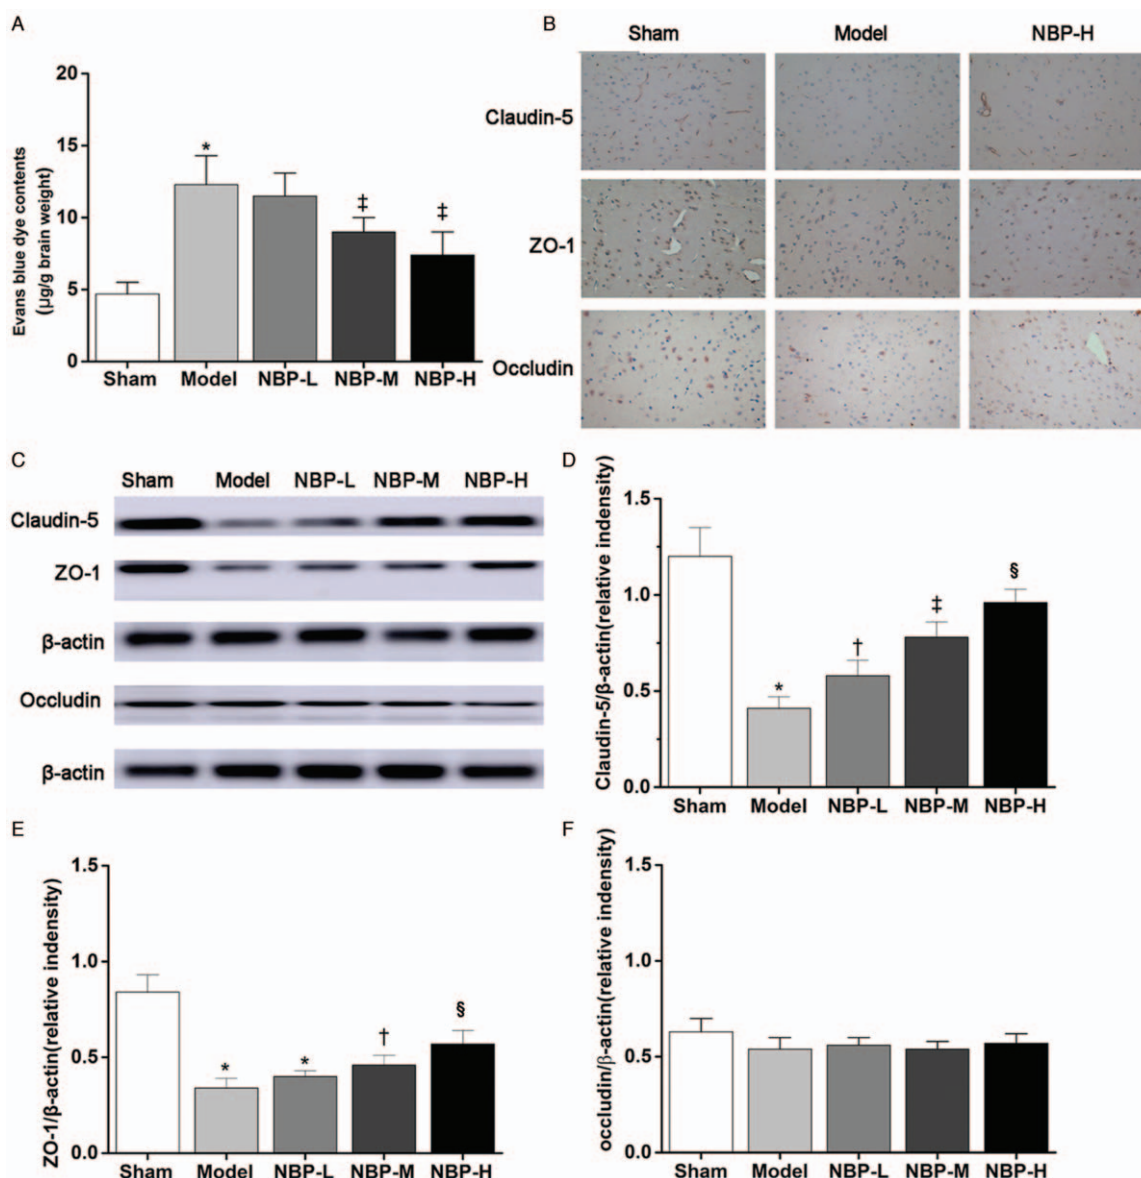 A
Evans blue dye contents
(µg/g brain weight)
20
15
10
5
0
*
‡
‡
Sham Model NBP-L NBP-M NBP-H
B
Sham Model NBP-H
Claudin-5
ZO-1
Occludin
C
Sham Model NBP-L NBP-M NBP-H
Claudin-5
ZO-1
β-actin
Occludin
β-actin
D
Claudin-5/β-actin(relative indensity)
1.5
1.0
0.5
0.0
*
†
‡
§
Sham Model NBP-L NBP-M NBP-H
E
ZO-1/β-actin(relative indensity)
1.5
1.0
0.5
0.0
*
*
†
§
Sham Model NBP-L NBP-M NBP-H
F
occludin/β-actin(relative indensity)
1.5
1.0
0.5
0.0
Sham Model NBP-L NBP-M NBP-H